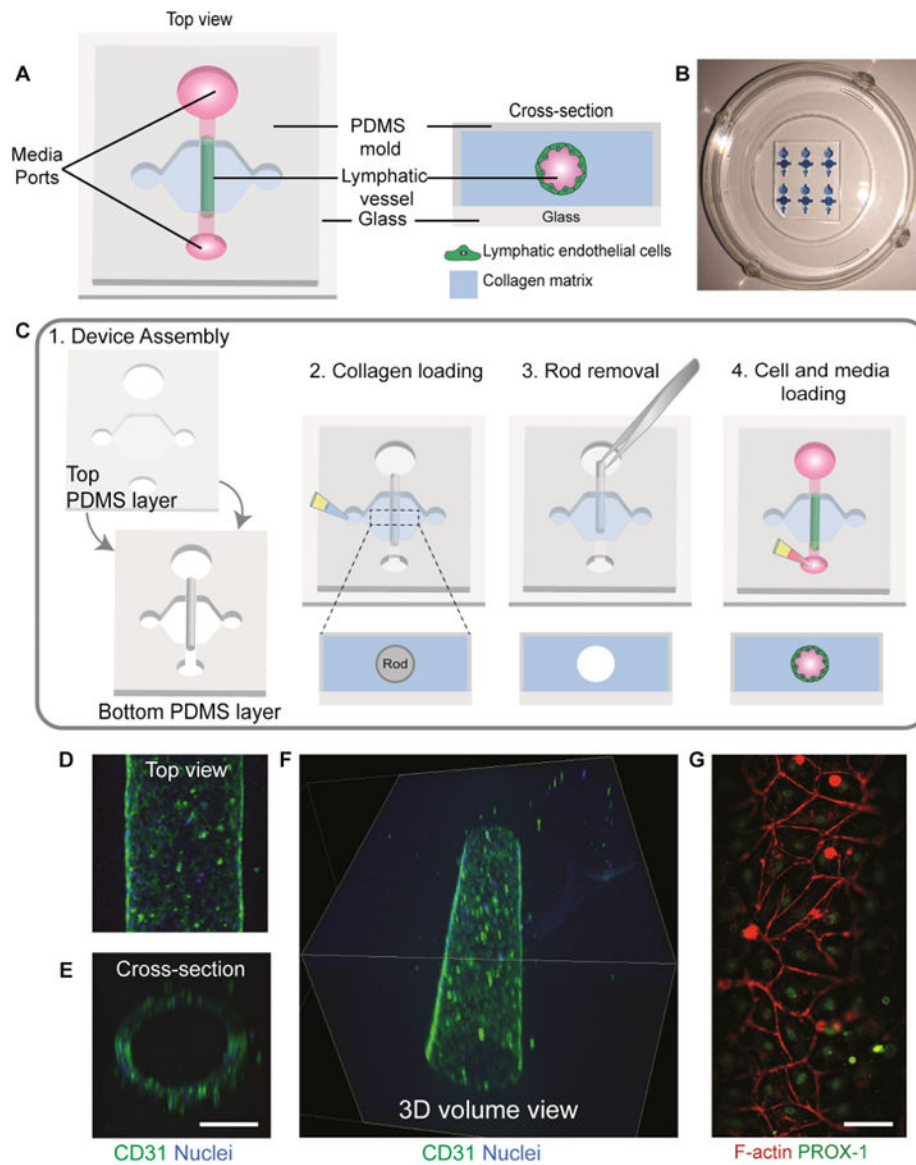 Top view
A
B
Cross-section
PDMS
mold
Media
Ports
Lymphatic
vessel
Glass
Glass
Lymphatic endothelial cells
Collagen matrix
C
1. Device Assembly
2. Collagen loading
3. Rod removal
4. Cell and media
loading
Top
PDMS layer
Rod
Bottom PDMS layer
D
Top view
F
G
E
Cross-section
3D volume view
CD31 Nuclei
CD31 Nuclei
F-actin PROX-1